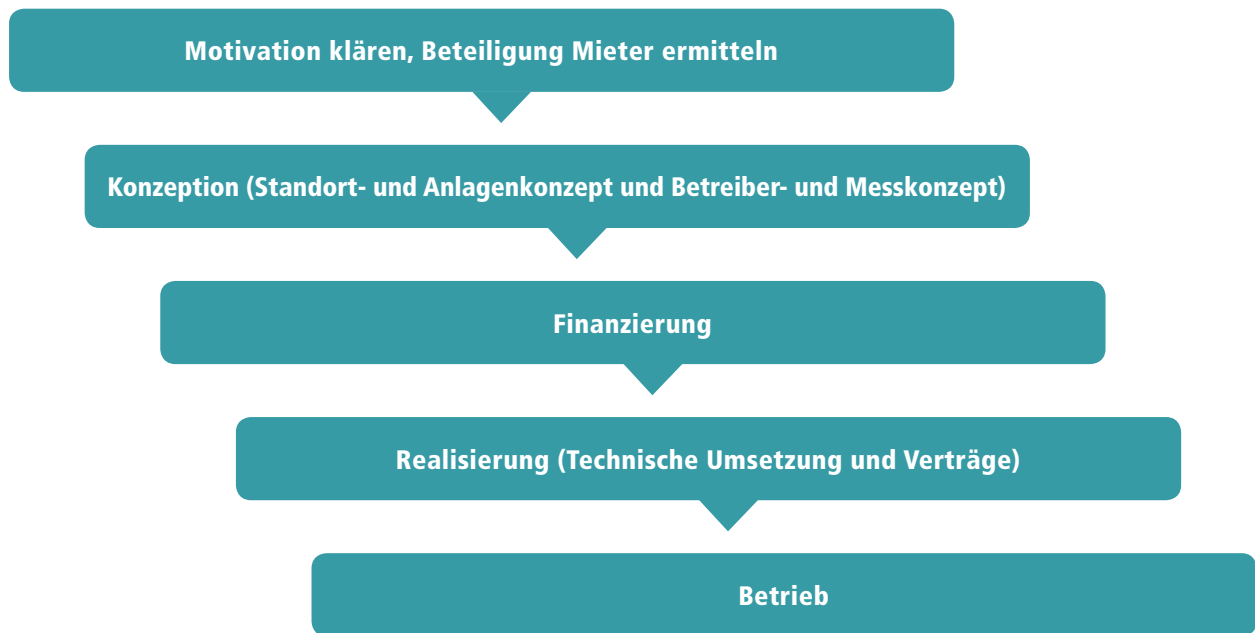 Motivation klären, Beteiligung Mieter ermitteln
Konzeption (Standort- und Anlagenkonzept und Betreiber- und Messkonzept)
Finanzierung
Realisierung (Technische Umsetzung und Verträge)
Betrieb